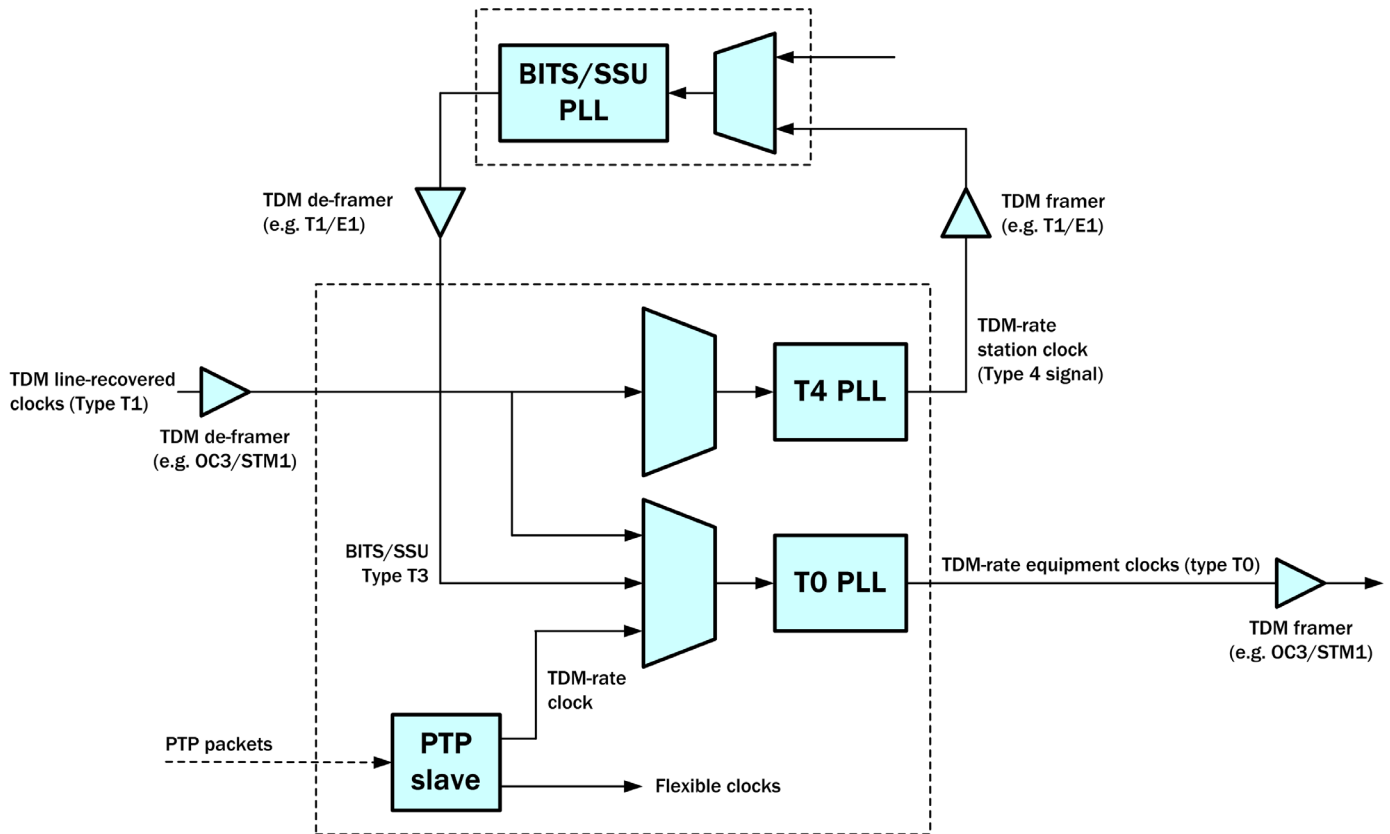 BITS/SSU
PLL
TDM de-framer
(e.g. T1/E1)
TDM framer
(e.g. T1/E1)
TDM-rate
station clock
(Type 4 signal)
TDM line-recovered
clocks (Type T1)
T4 PLL
TDM de-framer
(e.g. OC3/STM1)
BITS/SSU
Type T3
T0 PLL
TDM-rate equipment clocks (type T0)
TDM framer
(e.g. OC3/STM1)
TDM-rate
clock
PTP packets
PTP
slave
Flexible clocks